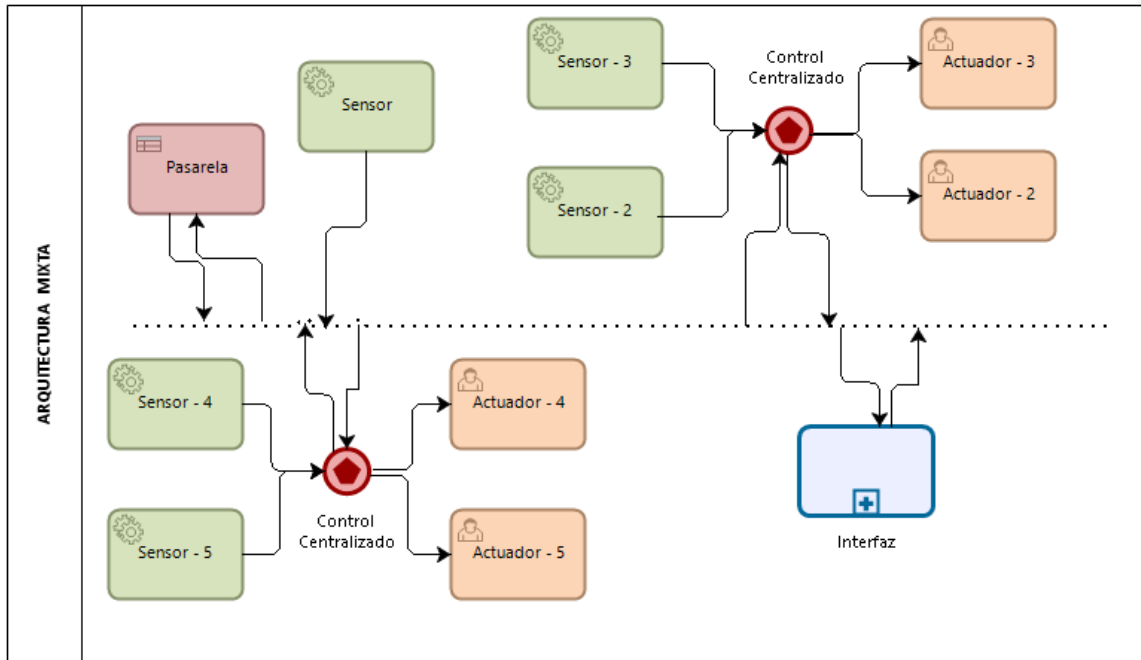 ARQUITECTURA MIXTA
Sensor
Pasarela
Sensor - 3
Sensor - 2
Control
Centralizado
Actuador - 3
Actuador - 2
Sensor - 4
Sensor - 5
Control
Centralizado
Actuador - 4
Actuador - 5
Interfaz